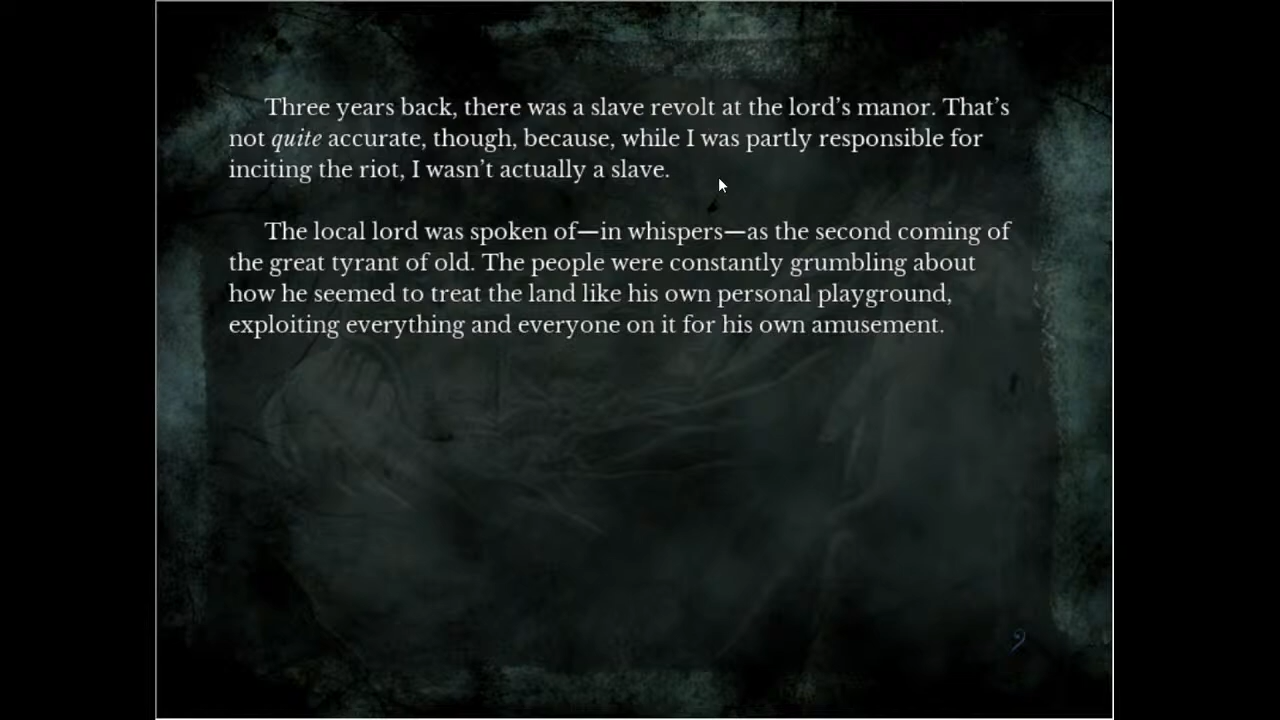 Three years back, there was a slave revolt at the lord’s manor. That’s
not quite accurate, though, because, while I was partly responsible for
inciting the riot, I wasn’t actually a slave.
The local lord was spoken of—in whispers—as the second coming of
the great tyrant of old. The people were constantly grumbling about
how he seemed to treat the land like his own personal playground,
exploiting everything and everyone on it for his own amusement.